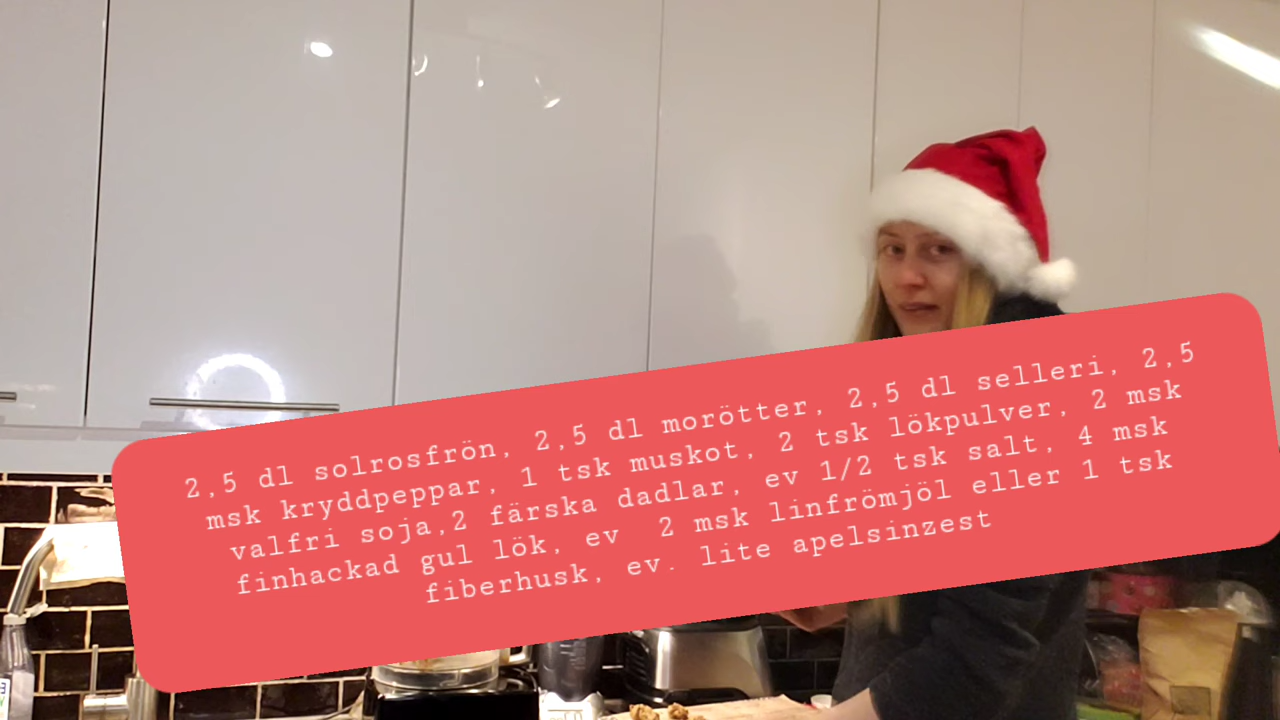 2,5 dl solrosfrön, 2,5 dl morötter, 2,5 dl selleri, 2,5
msk kryddpeppar, 1 tsk muskot, 2 tsk lökpulver, 2 msk
valfri soja,2 färska dadlar, ev 1/2 tsk salt, 4 msk
finhackad gul lök, ev  2 msk linfrömjöl eller 1 tsk
fiberhusk, ev. lite apelsinzest